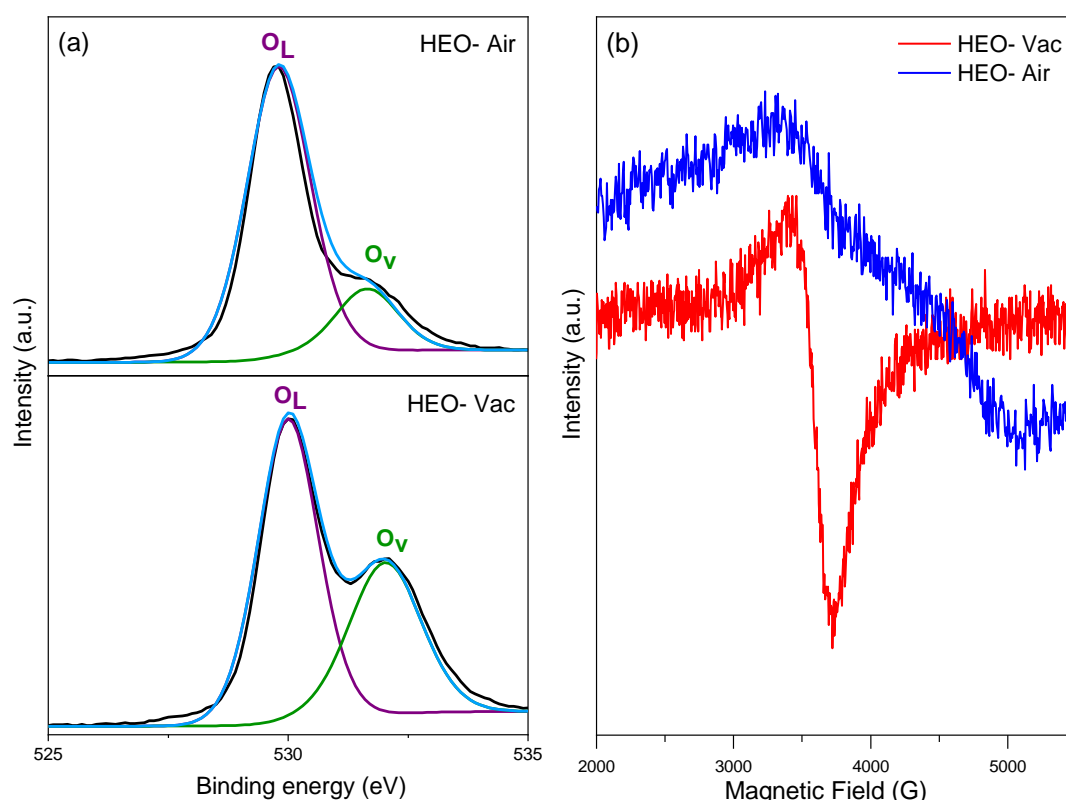 (a)
HEO- Air
O_L
O_V
HEO- Vac
O_L
O_V
Intensity (a.u.)
525
530
535
Binding energy (eV)
(b)
HEO- Vac
HEO- Air
Intensity (a.u.)
2000
3000
4000
5000
Magnetic Field (G)